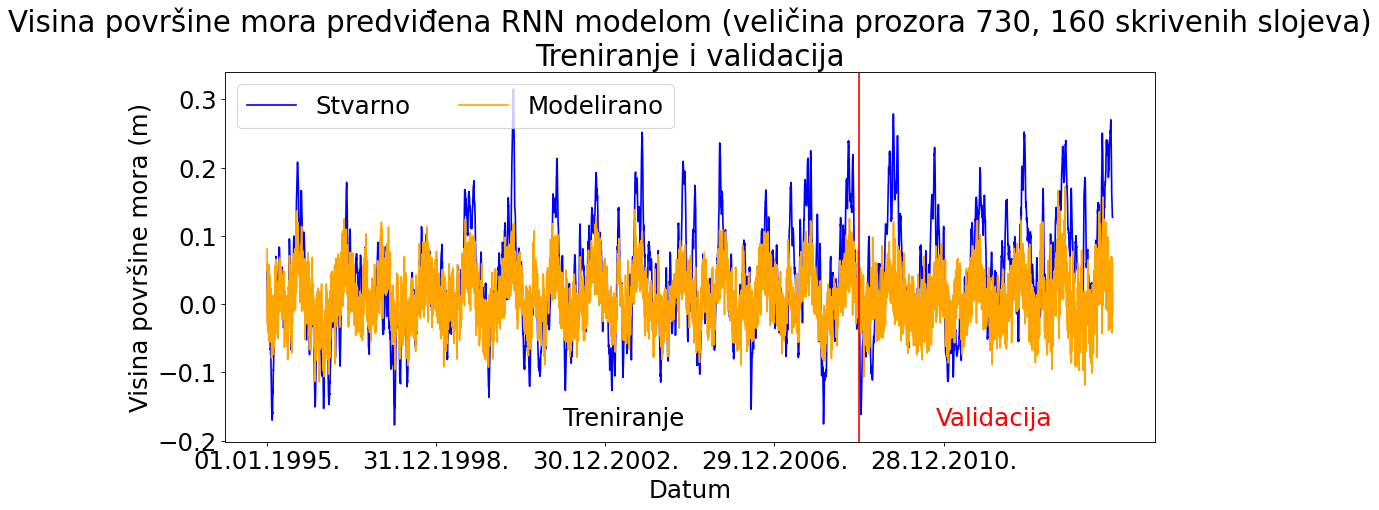 Visina površine mora predviđena RNN modelom (veličina prozora 730, 160 skrivenih slojeva)
Treniranje i validacija
Stvarno Modelirano
Visina površine mora (m)
0.3
0.2
0.1
0.0
−0.1
−0.2
Treniranje
Validacija
01.01.1995. 31.12.1998. 30.12.2002. 29.12.2006. 28.12.2010.
Datum